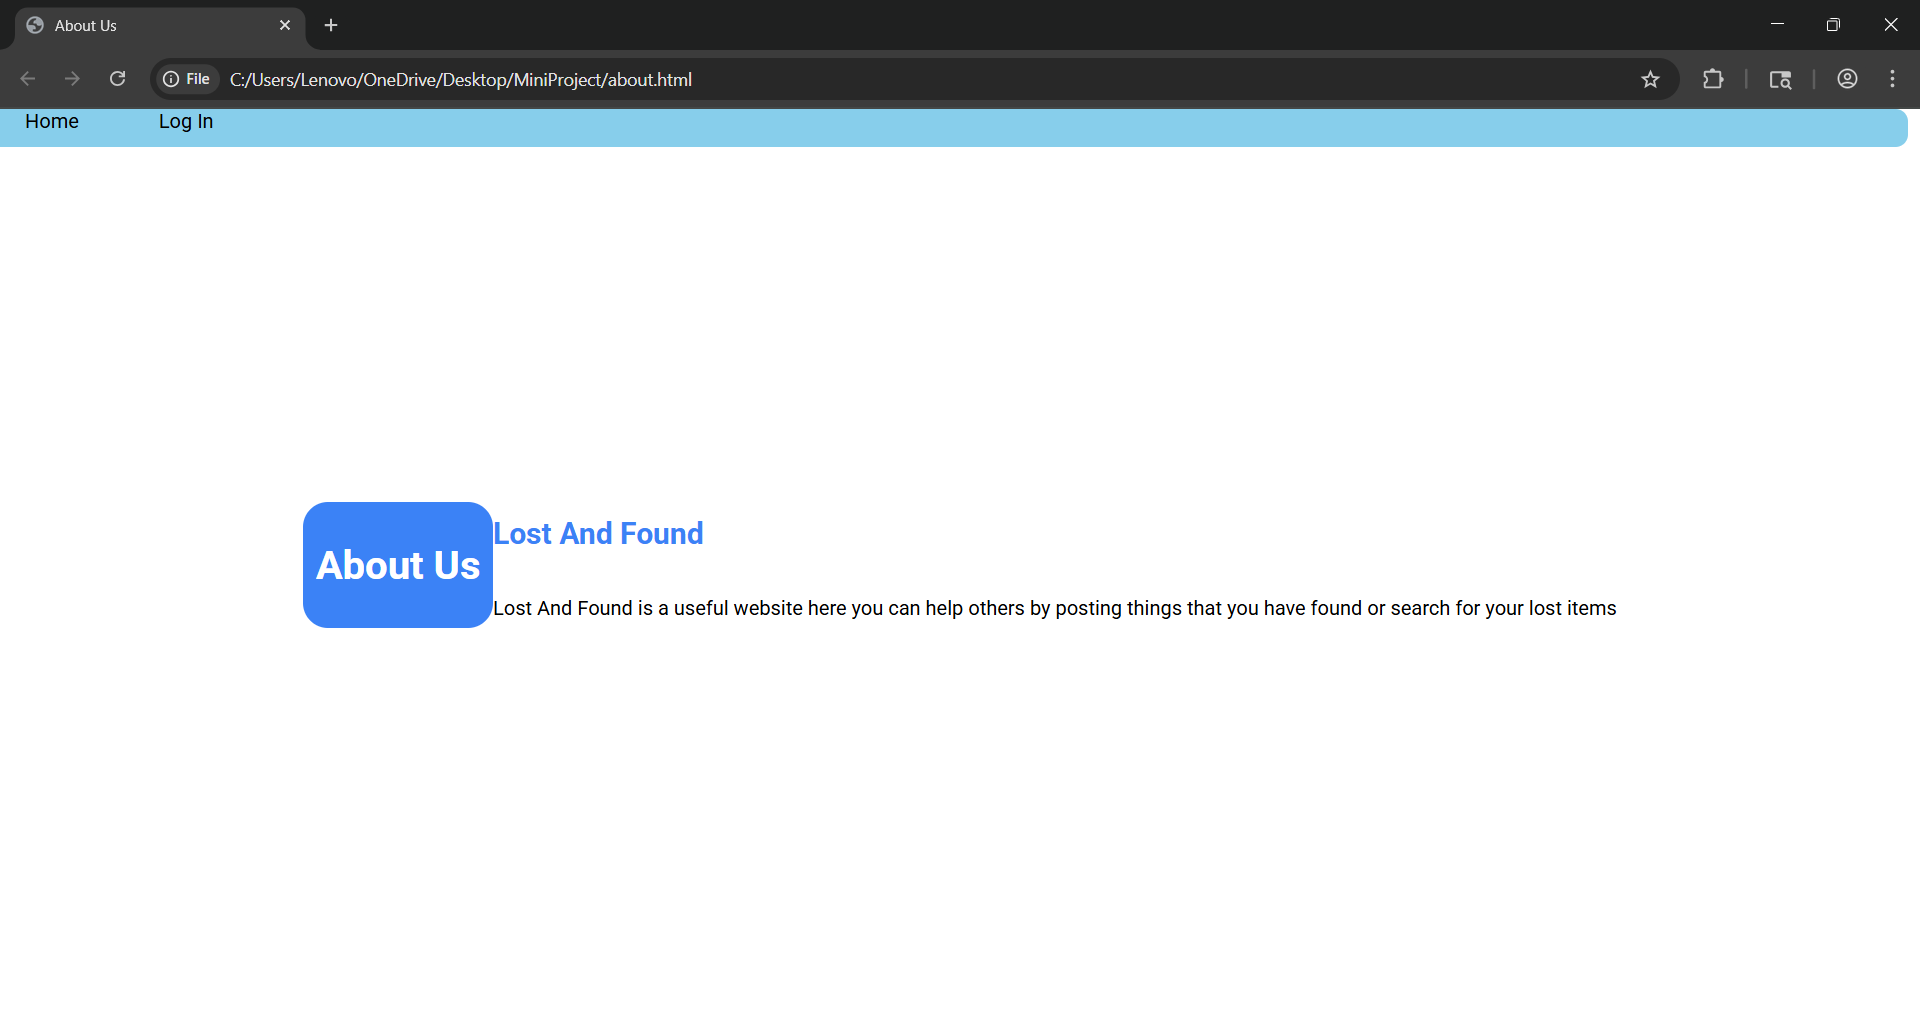 About Us
File C:/Users/Lenovo/OneDrive/Desktop/MiniProject/about.html
Home Log In
About Us
Lost And Found
Lost And Found is a useful website here you can help others by posting things that you have found or search for your lost items